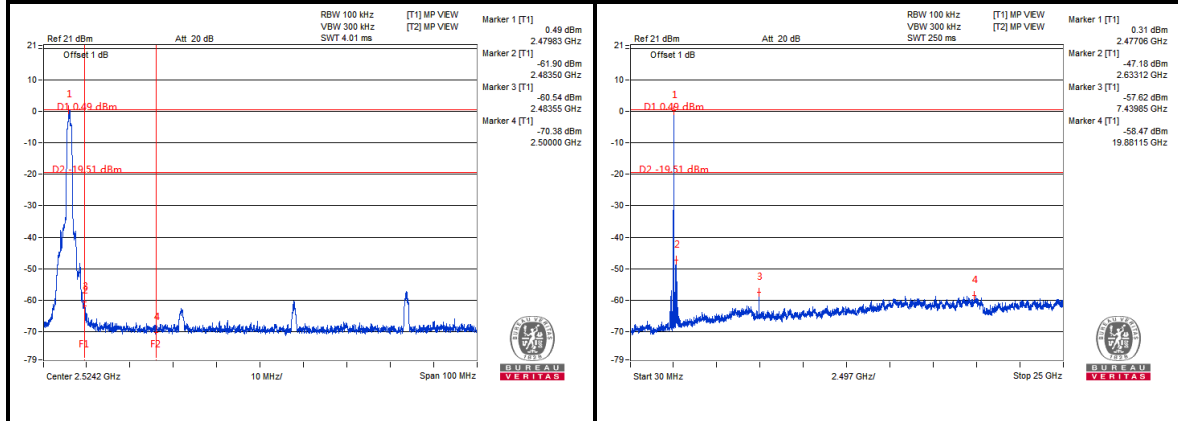 RBW 100 kHz [T1] MP VIEW
VBW 300 kHz [T2] MP VIEW
Ref 21 dBm Att 20 dB SWT 4.01 ms
Offset 1 dB
21
10
0
-10
-20
-30
-40
-50
-60
-70
-79
1
D1 0.49 dBm
D2 -19.51 dBm
3
4
F1
F2
Center 2.5242 GHz 10 MHz/ Span 100 MHz
Marker 1 [T1]
0.49 dBm
2.47983 GHz
Marker 2 [T1]
-61.90 dBm
2.48350 GHz
Marker 3 [T1]
-60.54 dBm
2.48355 GHz
Marker 4 [T1]
-70.38 dBm
2.50000 GHz
BUREAU VERITAS
1828
BUREAU
VERITAS
RBW 100 kHz [T1] MP VIEW
VBW 300 kHz [T2] MP VIEW
Ref 21 dBm Att 20 dB SWT 250 ms
Offset 1 dB
21
10
0
-10
-20
-30
-40
-50
-60
-70
-79
1
D1 0.49 dBm
D2 -19.51 dBm
2
3
4
Start 30 MHz 2.497 GHz/ Stop 25 GHz
Marker 1 [T1]
0.31 dBm
2.47706 GHz
Marker 2 [T1]
-47.18 dBm
2.63312 GHz
Marker 3 [T1]
-57.62 dBm
7.43985 GHz
Marker 4 [T1]
-58.47 dBm
19.88115 GHz
BUREAU VERITAS
1828
BUREAU
VERITAS